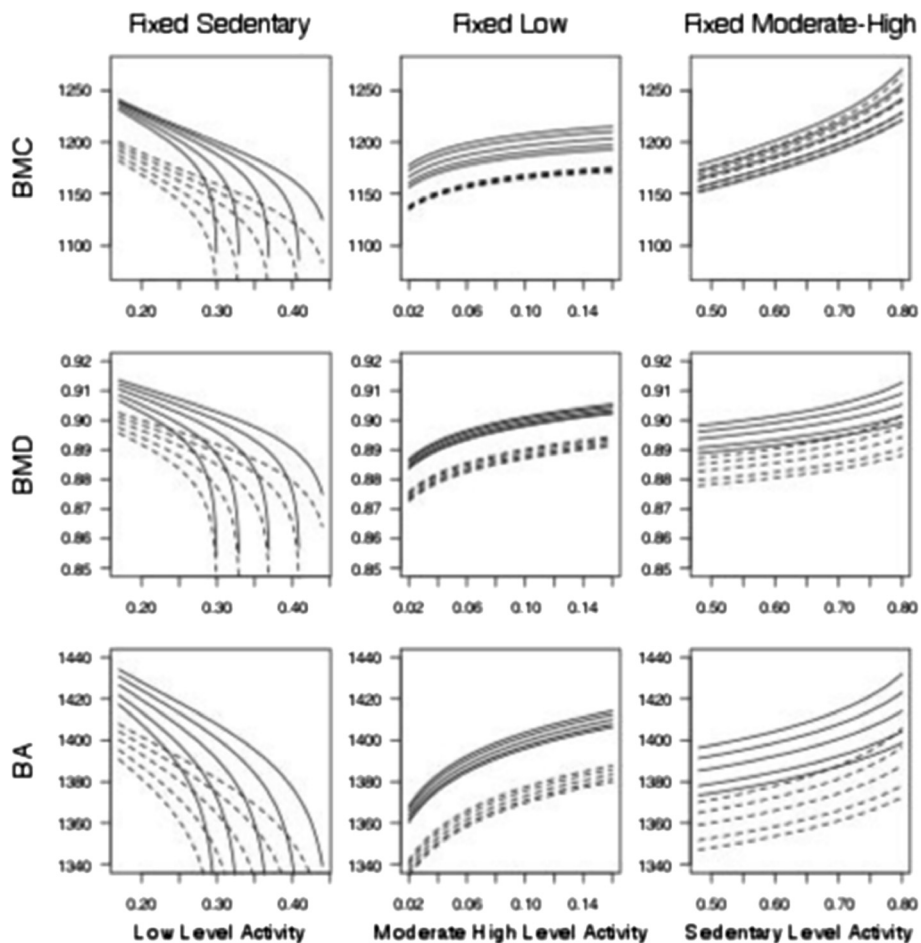 Fixed Sedentary Fixed Low Fixed Moderate-High
BMC
1250 1250 1250
1200 1200 1200
1150 1150 1150
1100 1100 1100
0.20 0.30 0.40 0.02 0.06 0.10 0.14 0.50 0.60 0.70 0.80
BMD
0.92 0.92 0.92
0.91 0.91 0.91
0.90 0.90 0.90
0.89 0.89 0.89
0.88 0.88 0.88
0.87 0.87 0.87
0.86 0.86 0.86
0.85 0.85 0.85
0.20 0.30 0.40 0.02 0.06 0.10 0.14 0.50 0.60 0.70 0.80
BA
1440 1440 1440
1420 1420 1420
1400 1400 1400
1380 1380 1380
1360 1360 1360
1340 1340 1340
0.20 0.30 0.40 0.02 0.06 0.10 0.14 0.50 0.60 0.70 0.80
Low Level Activity Moderate High Level Activity Sedentary Level Activity